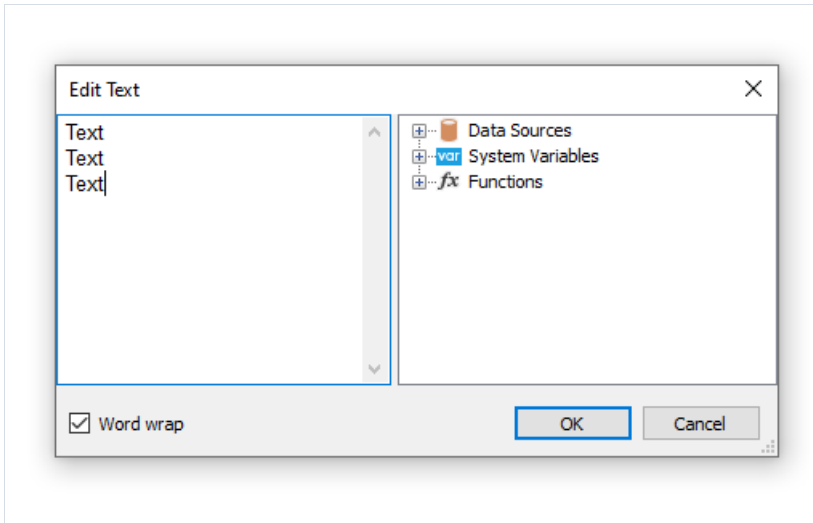 Edit Text
Text
Text
Text
Data Sources
var System Variables
fx Functions
Word wrap
OK
Cancel